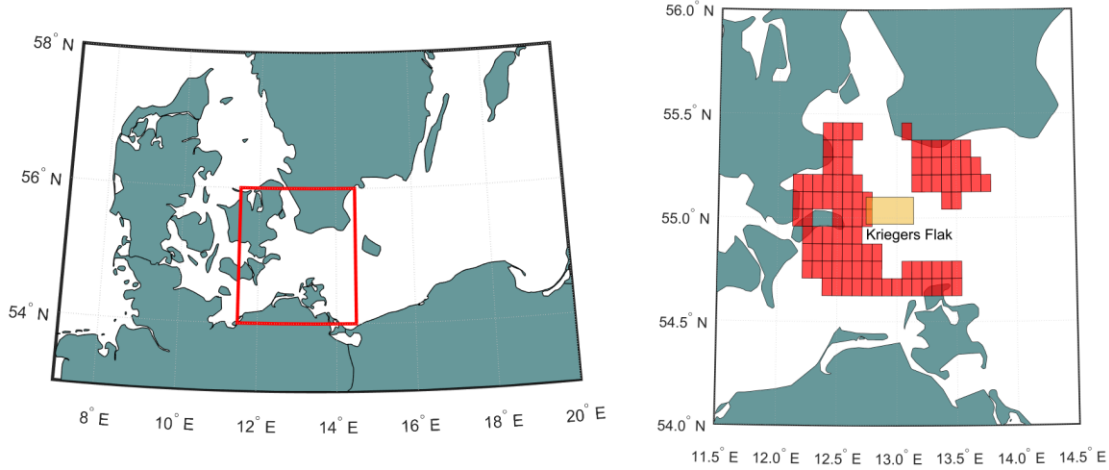 58° N
56° N
54° N
8° E
10° E
12° E
14° E
16° E
18° E
20° E
56.0° N
55.5° N
55.0° N
54.5° N
54.0° N
Kriegers Flak
11.5° E
12.0° E
12.5° E
13.0° E
13.5° E
14.0° E
14.5° E